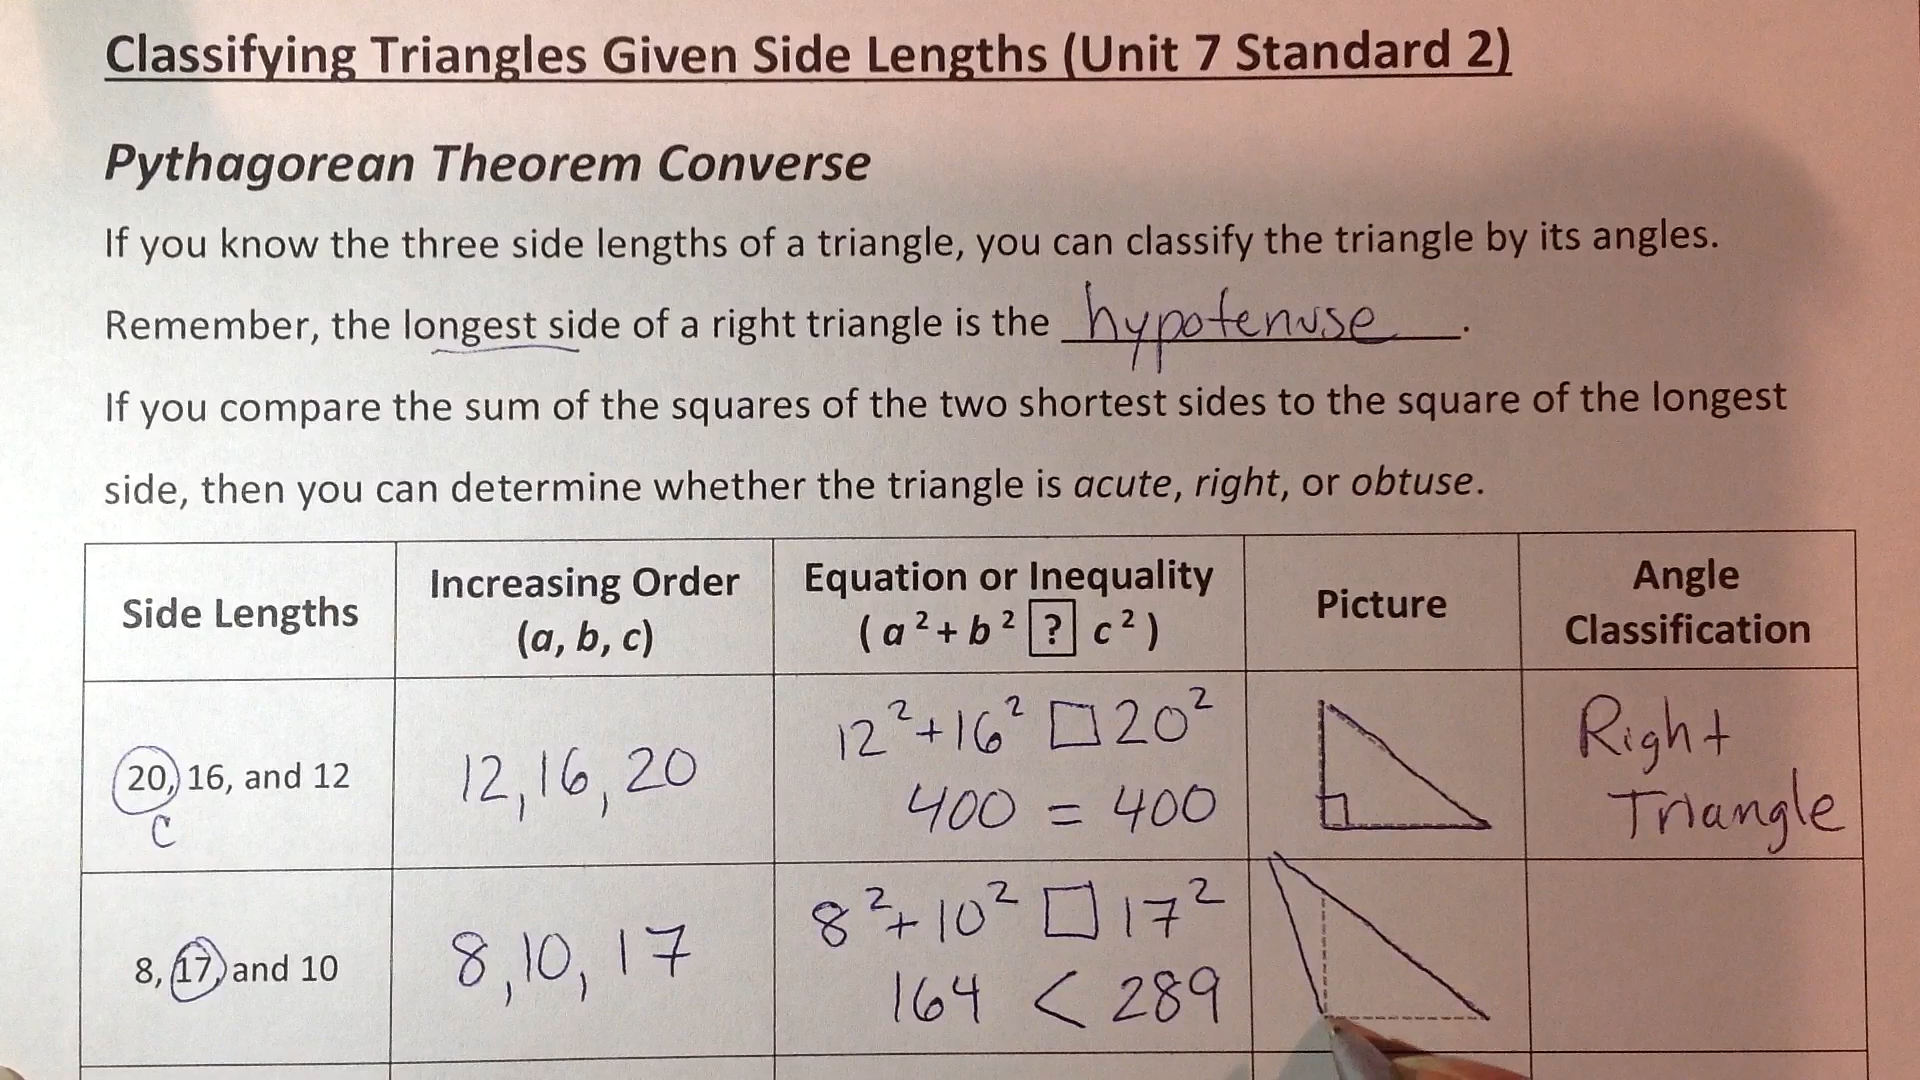 Classifying Triangles Given Side Lengths (Unit 7 Standard 2)
Pythagorean Theorem Converse
If you know the three side lengths of a triangle, you can classify the triangle by its angles.
Remember, the longest side of a right triangle is the hypotenuse.
If you compare the sum of the squares of the two shortest sides to the square of the longest
side, then you can determine whether the triangle is acute, right, or obtuse.
Side Lengths
Increasing Order
(a, b, c)
Equation or Inequality
(a² + b² ? c²)
Picture
Angle
Classification
20, 16, and 12
C
12, 16, 20
12² + 16² □ 20²
400 = 400
Right
Triangle
8, 17, and 10
8, 10, 17
8² + 10² □ 17²
164 < 289